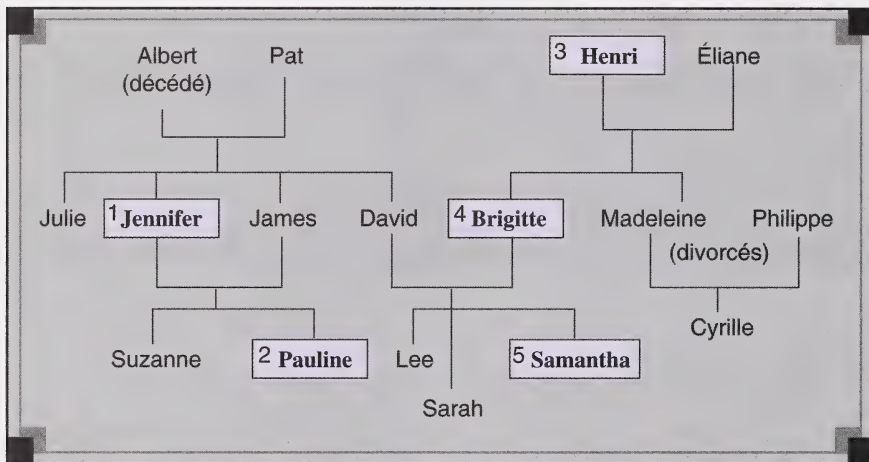 Albert Pat 3 Henri Éliane
(décédé)
Julie 1 Jennifer James David 4 Brigitte Madeleine Philippe
(divorcés)
Cyrille
Suzanne 2 Pauline Lee 5 Samantha
Sarah